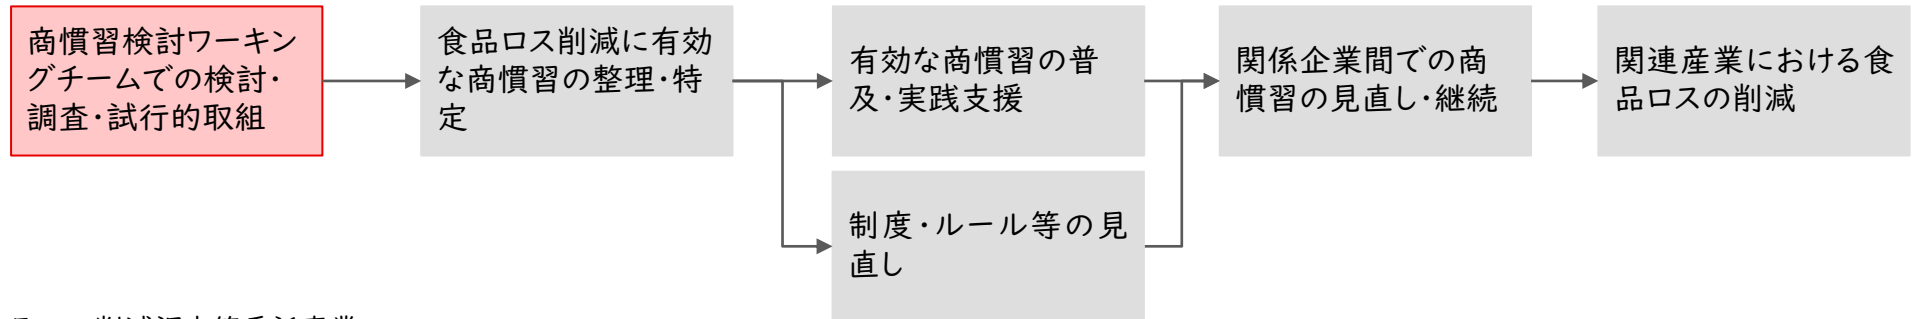 商慣習検討ワーキン
グチームでの検討・
調査・試行的取組
食品ロス削減に有効
な商慣習の整理・特
定
有効な商慣習の普
及・実践支援
制度・ルール等の見
直し
関係企業間での商
慣習の見直し・継続
関連産業における食
品ロスの削減